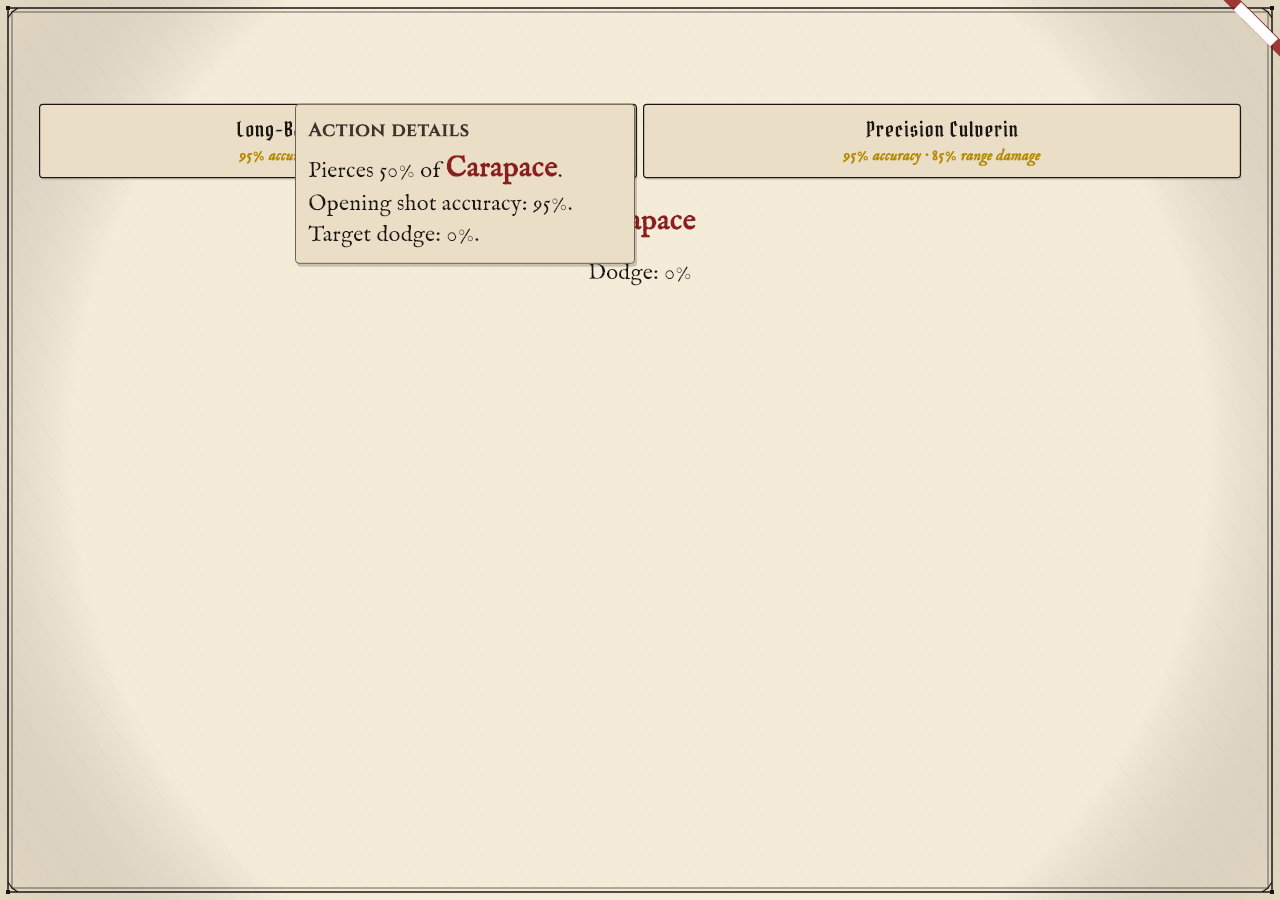 Long-B
95% accu
Action details
Pierces 50% of Carapace.
Opening shot accuracy: 95%.
Target dodge: 0%.
Precision Culverin
95% accuracy · 85% range damage
apace
Dodge: 0%